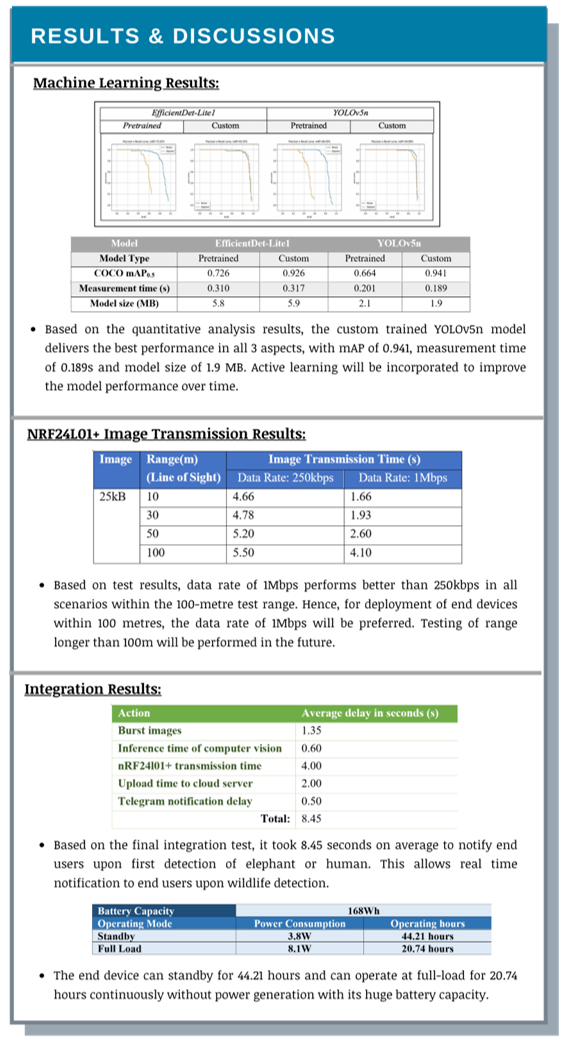 RESULTS & DISCUSSIONS
Machine Learning Results:
EfficientDet-Lite1 YOLOv5n
Pretrained Custom Pretrained Custom
Model EfficientDet-Lite1 YOLOv5n
Model Type Pretrained Custom Pretrained Custom
COCO mAP0.5 0.726 0.926 0.664 0.941
Measurement time (s) 0.310 0.317 0.201 0.189
Model size (MB) 5.8 5.9 2.1 1.9
• Based on the quantitative analysis results, the custom trained YOLOv5n model
delivers the best performance in all 3 aspects, with mAP of 0.941, measurement time
of 0.189s and model size of 1.9 MB. Active learning will be incorporated to improve
the model performance over time.
NRF24L01+ Image Transmission Results:
Image Range(m) Image Transmission Time (s)
(Line of Sight) Data Rate: 250kbps Data Rate: 1Mbps
25kB 10 4.66 1.66
30 4.78 1.93
50 5.20 2.60
100 5.50 4.10
• Based on test results, data rate of 1Mbps performs better than 250kbps in all
scenarios within the 100-metre test range. Hence, for deployment of end devices
within 100 metres, the data rate of 1Mbps will be preferred. Testing of range
longer than 100m will be performed in the future.
Integration Results:
Action Average delay in seconds (s)
Burst images 1.35
Inference time of computer vision 0.60
nRF24l01+ transmission time 4.00
Upload time to cloud server 2.00
Telegram notification delay 0.50
Total: 8.45
• Based on the final integration test, it took 8.45 seconds on average to notify end
users upon first detection of elephant or human. This allows real time
notification to end users upon wildlife detection.
Battery Capacity 168Wh
Operating Mode Power Consumption Operating hours
Standby 3.8W 44.21 hours
Full Load 8.1W 20.74 hours
• The end device can standby for 44.21 hours and can operate at full-load for 20.74
hours continuously without power generation with its huge battery capacity.